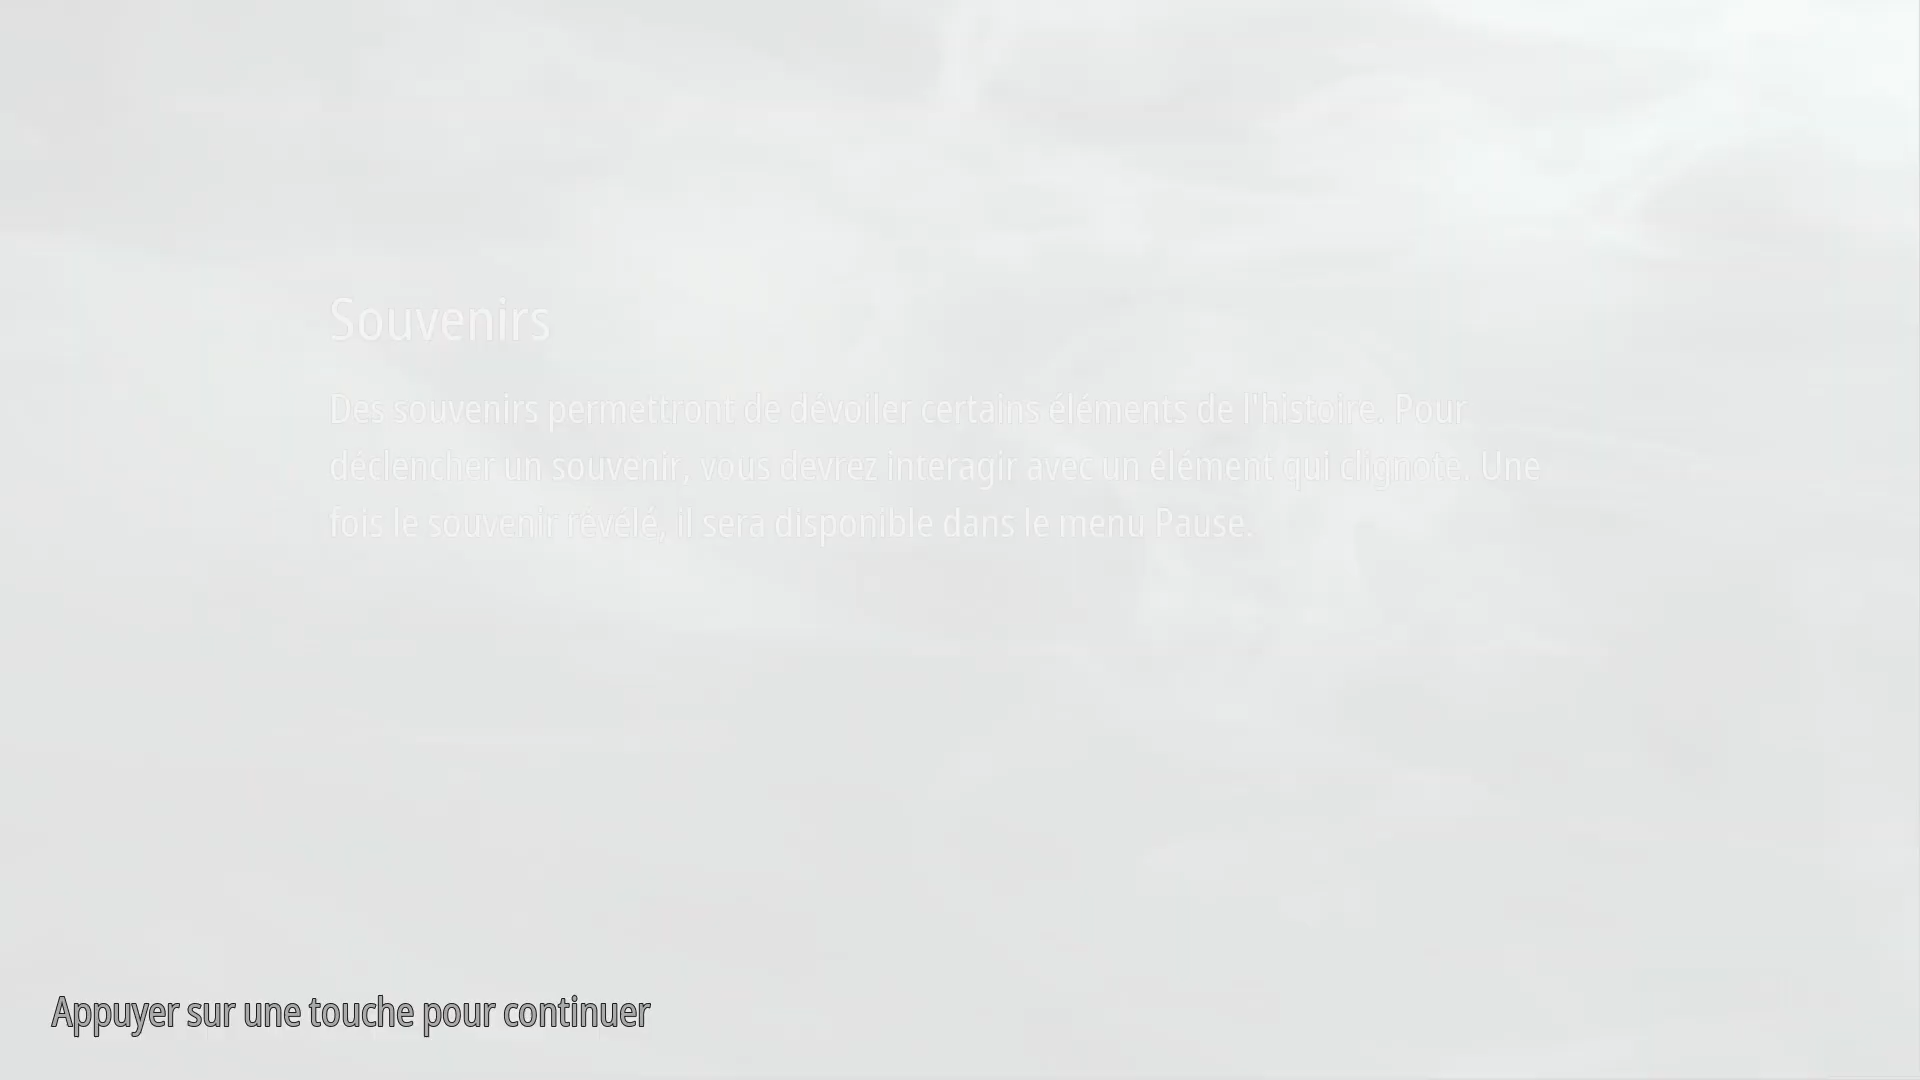 Souvenirs
Des souvenirs permettront de dévoiler certains éléments de l'histoire. Pour
déclencher un souvenir, vous devrez interagir avec un élément qui clignote. Une
fois le souvenir révélé, il sera disponible dans le menu Pause.
Appuyer sur une touche pour continuer